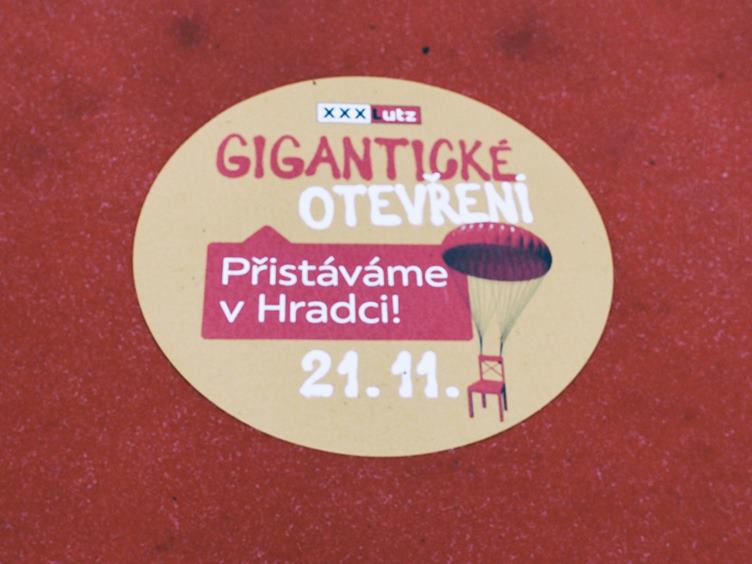 XXXLutz
GIGANTICKÉ
OTEVŘENÍ
Přistáváme
v Hradci!
21.11.